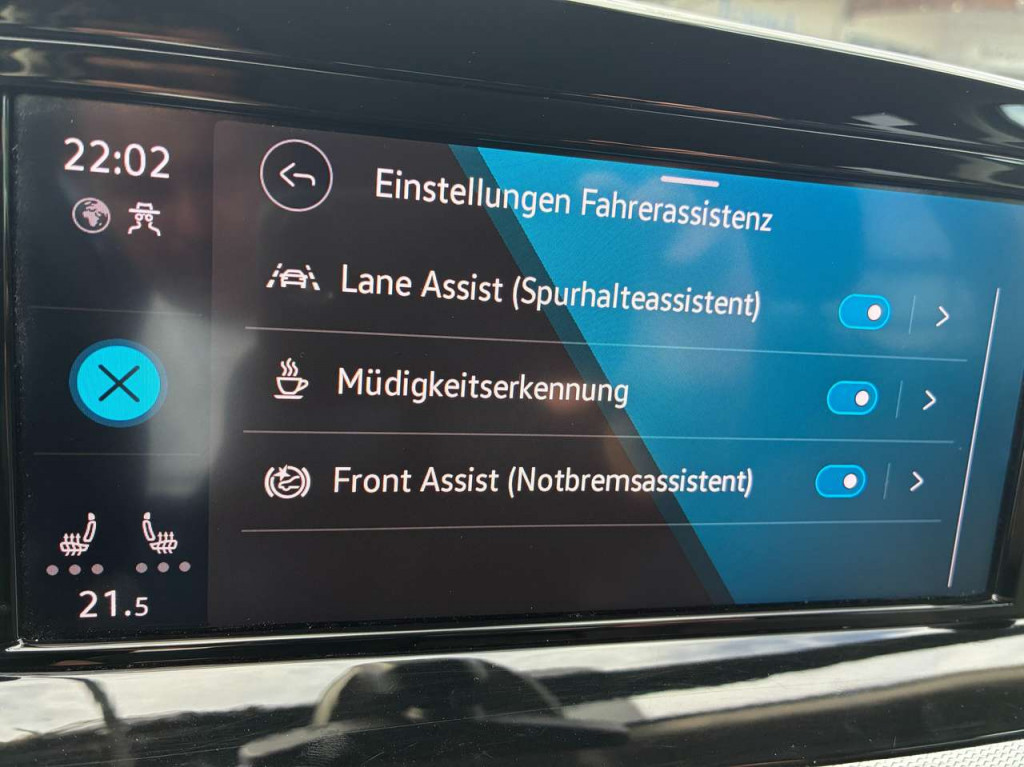 22:02
Einstellungen Fahrerassistenz
Lane Assist (Spurhalteassistent)
Müdigkeitserkennung
Front Assist (Notbremsassistent)
21.5